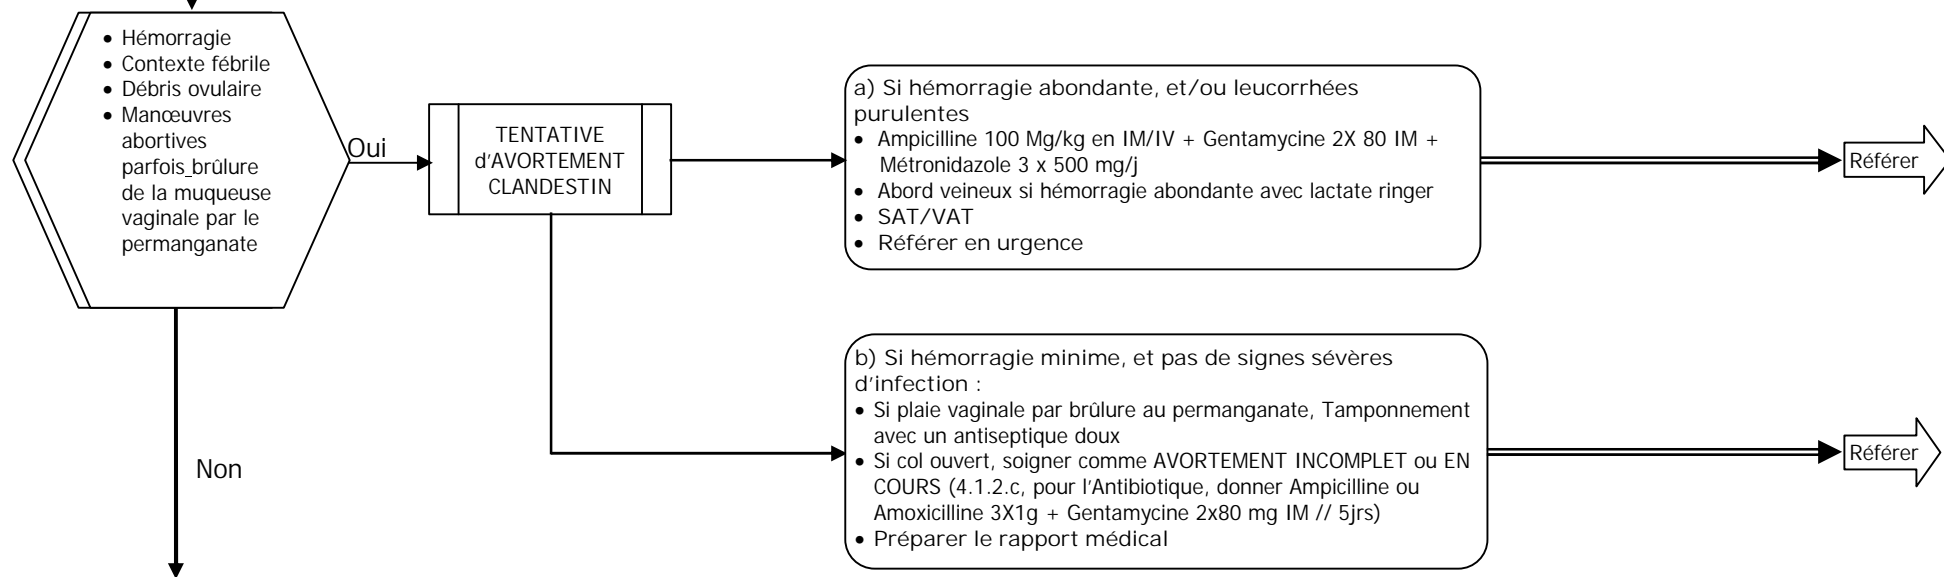 • Hémorragie
• Contexte fébrile
• Débris ovulaire
• Manœuvres
abortives
parfois_brûlure
de la muqueuse
vaginale par le
permanganate
Oui
TENTATIVE
d'AVORTEMENT
CLANDESTIN
a) Si hémorragie abondante, et/ou leucorrhées
purulentes
• Ampicilline 100 Mg/kg en IM/IV + Gentamycine 2X 80 IM +
Métronidazole 3 x 500 mg/j
• Abord veineux si hémorragie abondante avec lactate ringer
• SAT/VAT
• Référer en urgence
Référer
b) Si hémorragie minime, et pas de signes sévères
d'infection :
• Si plaie vaginale par brûlure au permanganate, Tamponnement
avec un antiseptique doux
• Si col ouvert, soigner comme AVORTEMENT INCOMPLET ou EN
COURS (4.1.2.c, pour l'Antibiotique, donner Ampicilline ou
Amoxicilline 3X1g + Gentamycine 2x80 mg IM // 5jrs)
• Préparer le rapport médical
Référer
Non